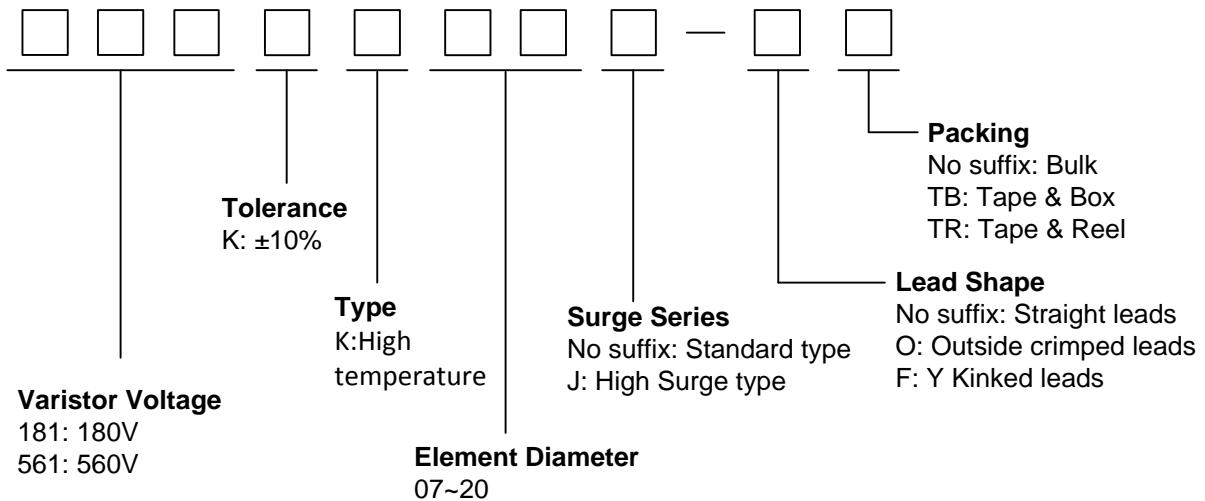 Packing
No suffix: Bulk
TB: Tape & Box
TR: Tape & Reel
Tolerance
K: ±10%
Lead Shape
No suffix: Straight leads
O: Outside crimped leads
F: Y Kinked leads
Type
K:High
temperature
Surge Series
No suffix: Standard type
J: High Surge type
Varistor Voltage
181: 180V
561: 560V
Element Diameter
07~20